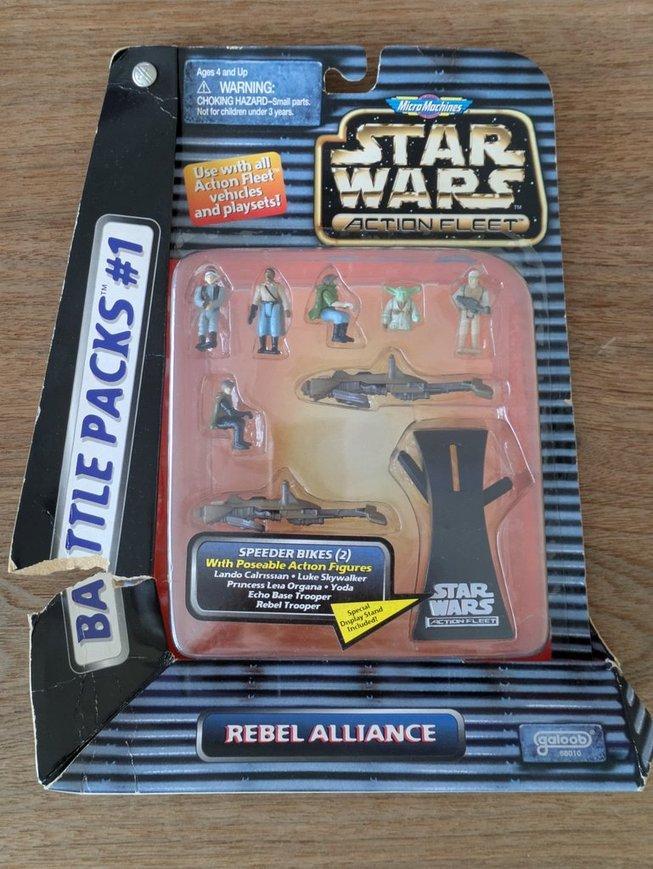 Ages 4 and Up
⚠ WARNING:
CHOKING HAZARD–Small parts.
Not for children under 3 years.
Micro Machines
STAR
WARS™
ACTION FLEET™
Use with all
Action Fleet™
vehicles
and playsets!
BATTLE PACKS™ #1
SPEEDER BIKES (2)
With Poseable Action Figures
Lando Calrissian • Luke Skywalker
Princess Leia Organa • Yoda
Echo Base Trooper
Rebel Trooper
Special
Display Stand
Included!
STAR
WARS
ACTION FLEET
REBEL ALLIANCE
galoob®
68010